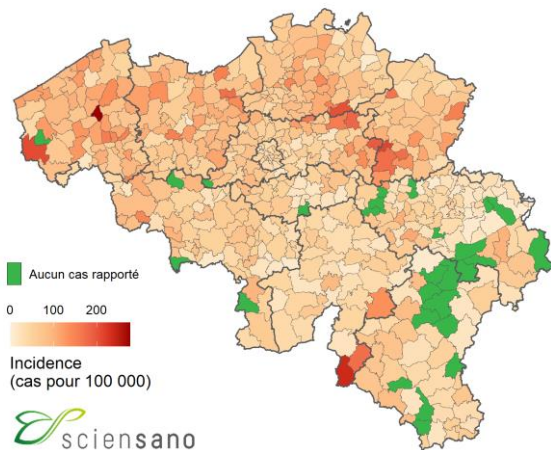 Aucun cas rapporté
0 100 200
Incidence
(cas pour 100 000)
sciensano